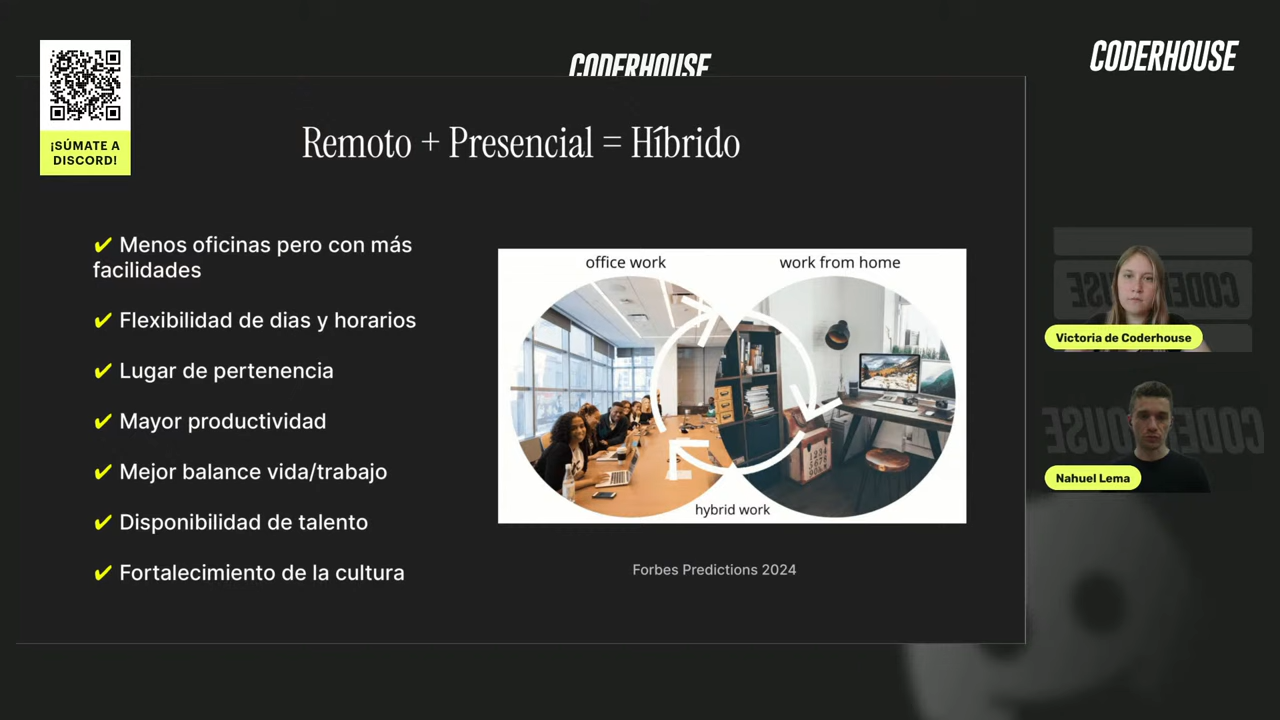 CODERHOUSE
CODERHOUSE
¡SÚMATE A
DISCORD!
Remoto + Presencial = Híbrido
✔ Menos oficinas pero con más
facilidades
✔ Flexibilidad de dias y horarios
✔ Lugar de pertenencia
✔ Mayor productividad
✔ Mejor balance vida/trabajo
✔ Disponibilidad de talento
✔ Fortalecimiento de la cultura
office work
work from home
hybrid work
Forbes Predictions 2024
Victoria de Coderhouse
Nahuel Lema